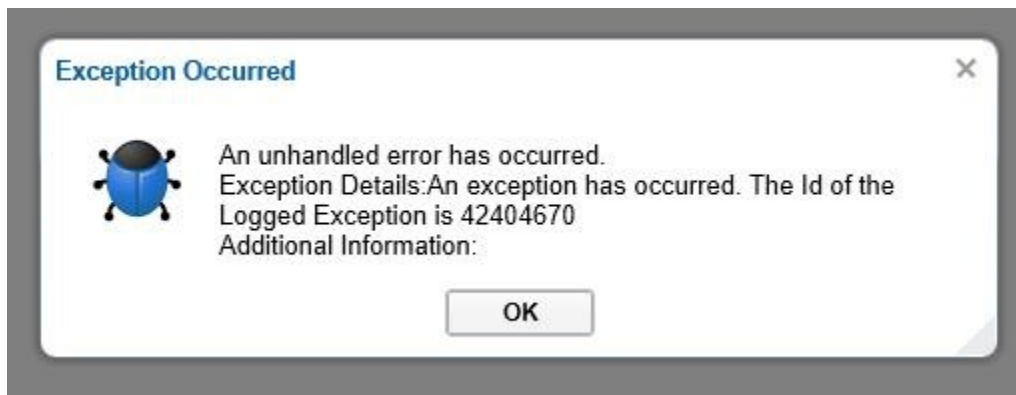 Exception Occurred
An unhandled error has occurred.
Exception Details:An exception has occurred. The Id of the
Logged Exception is 42404670
Additional Information:
OK